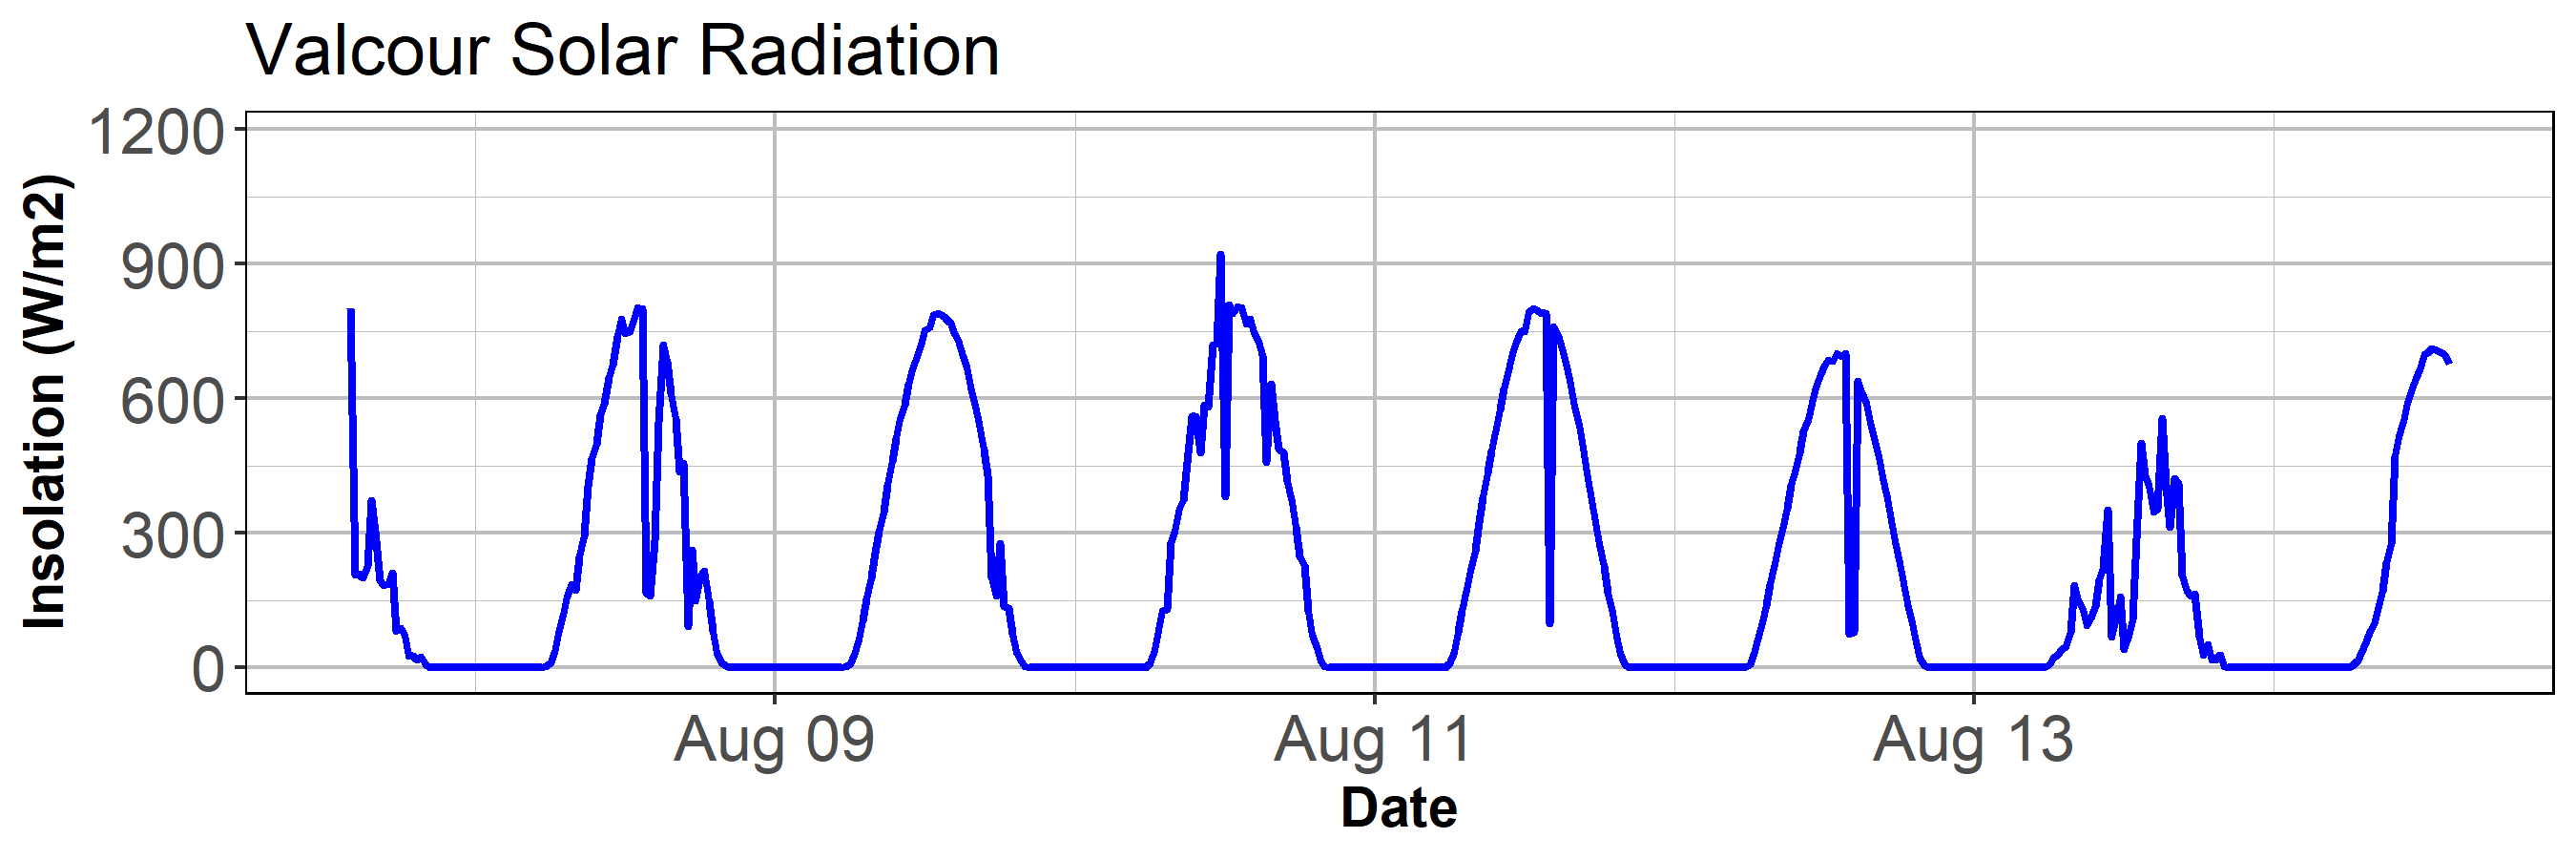 Valcour Solar Radiation
1200
900
600
300
0
Insolation (W/m2)
Aug 09
Aug 11
Aug 13
Date